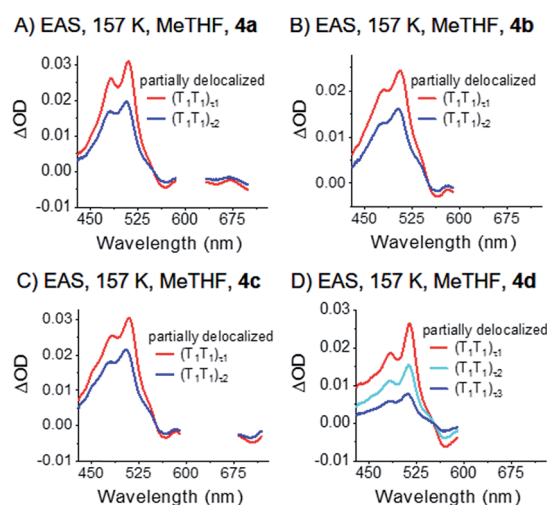 A) EAS, 157 K, MeTHF, 4a
ΔOD
0.03
0.02
0.01
0.00
-0.01
partially delocalized
(T₁T₁)τ1
(T₁T₁)τ2
450 525 600 675
Wavelength (nm)
B) EAS, 157 K, MeTHF, 4b
ΔOD
0.03
0.02
0.01
0.00
partially delocalized
(T₁T₁)τ1
(T₁T₁)τ2
450 525 600 675
Wavelength (nm)
C) EAS, 157 K, MeTHF, 4c
ΔOD
0.03
0.02
0.01
0.00
-0.01
partially delocalized
(T₁T₁)τ1
(T₁T₁)τ2
450 525 600 675
Wavelength (nm)
D) EAS, 157 K, MeTHF, 4d
ΔOD
0.03
0.02
0.01
0.00
-0.01
partially delocalized
(T₁T₁)τ1
(T₁T₁)τ2
(T₁T₁)τ3
450 525 600 675
Wavelength (nm)